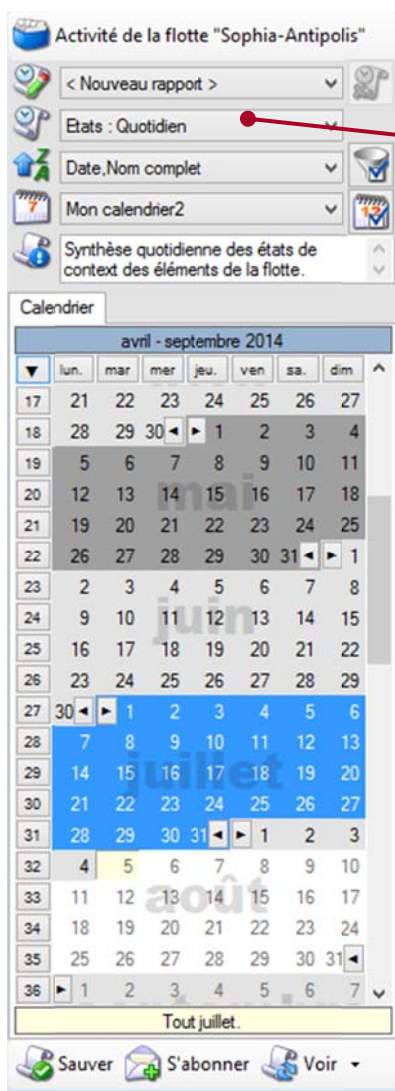 Activité de la flotte "Sophia-Antipolis"
< Nouveau rapport >
Etats : Quotidien
Date,Nom complet
7 Mon calendrier2 12
Synthèse quotidienne des états de
context des éléments de la flotte.
Calendrier
avril - septembre 2014
▼ lun. mar mer jeu. ven sa. dim
17 21 22 23 24 25 26 27
18 28 29 30 ◄ ► 1 2 3 4
19 5 6 7 8 9 10 11
mai
20 12 13 14 15 16 17 18
21 19 20 21 22 23 24 25
22 26 27 28 29 30 31 ◄ ► 1
23 2 3 4 5 6 7 8
24 9 10 11 12 13 14 15
juin
25 16 17 18 19 20 21 22
26 23 24 25 26 27 28 29
27 30 ◄ ► 1 2 3 4 5 6
28 7 8 9 10 11 12 13
29 14 15 16 17 18 19 20
juillet
30 21 22 23 24 25 26 27
31 28 29 30 31 ◄ ► 1 2 3
32 4 5 6 7 8 9 10
33 11 12 13 14 15 16 17
août
34 18 19 20 21 22 23 24
35 25 26 27 28 29 30 31 ◄
36 ► 1 2 3 4 5 6 7
Tout juillet.
Sauver S'abonner Voir